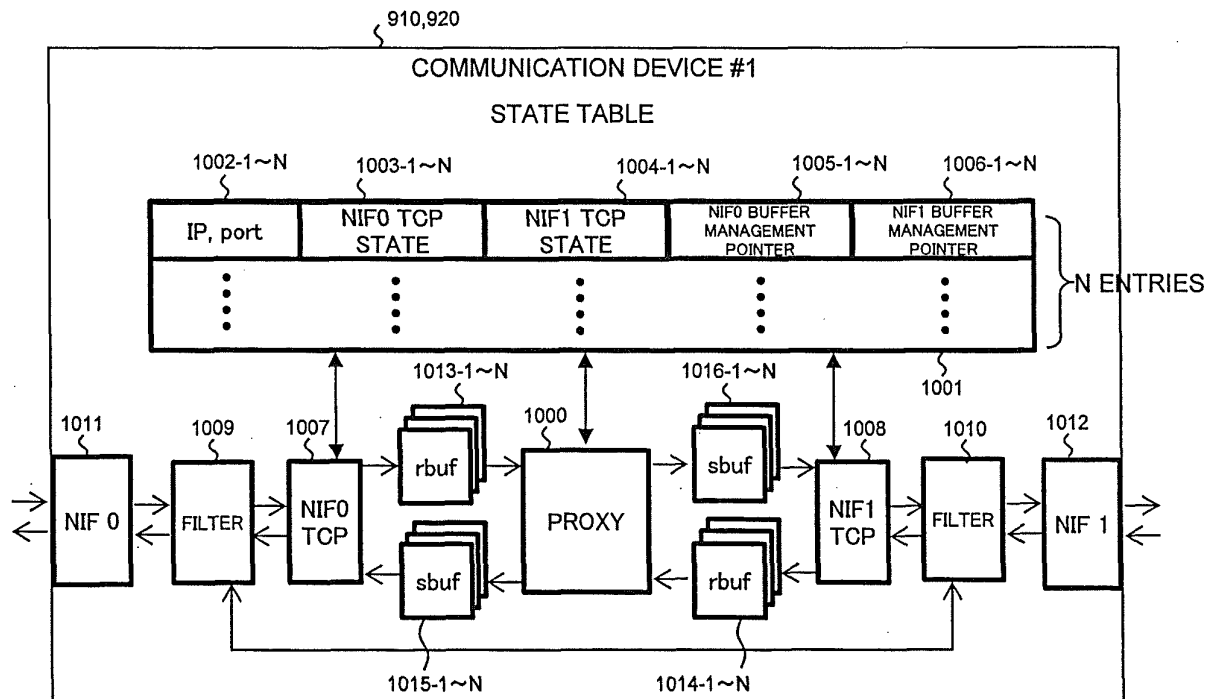 910,920
COMMUNICATION DEVICE #1
STATE TABLE
1002-1~N
1003-1~N
1004-1~N
1005-1~N
1006-1~N
IP, port
NIF0 TCP
STATE
NIF1 TCP
STATE
NIF0 BUFFER
MANAGEMENT
POINTER
NIF1 BUFFER
MANAGEMENT
POINTER
N ENTRIES
1001
1011
1009
1007
1013-1~N
1000
1016-1~N
1008
1010
1012
NIF 0
FILTER
NIF0
TCP
rbuf
sbuf
PROXY
sbuf
rbuf
NIF1
TCP
FILTER
NIF 1
1015-1~N
1014-1~N